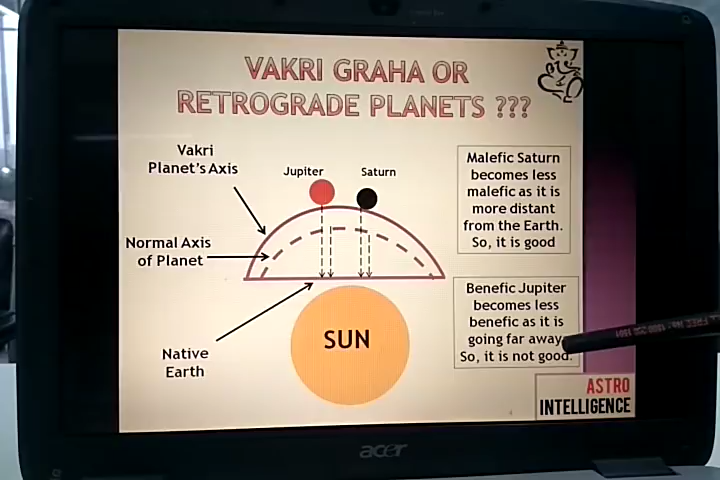 VAKRI GRAHA OR
RETROGRADE PLANETS ???
Vakri
Planet's Axis
Jupiter
Saturn
Normal Axis
of Planet
Native
Earth
SUN
Malefic Saturn
becomes less
malefic as it is
more distant
from the Earth.
So, it is good
Benefic Jupiter
becomes less
benefic as it is
going far away.
So, it is not good.
ASTRO
INTELLIGENCE
acer